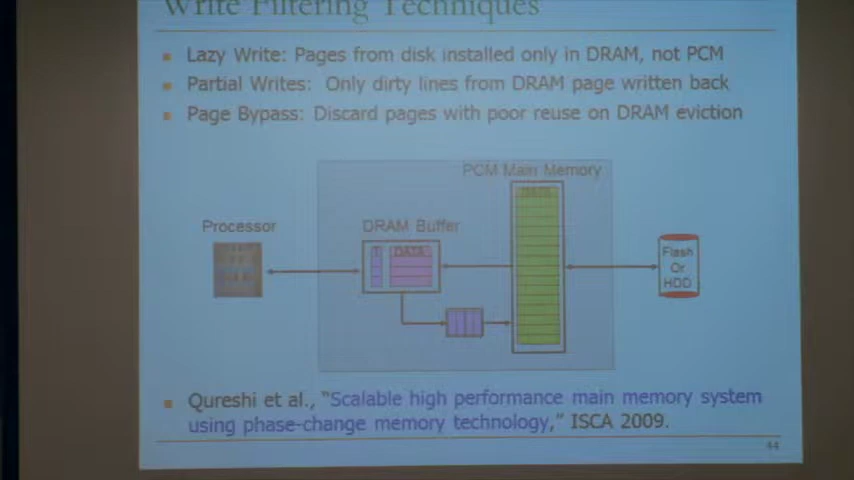 Write Filtering Techniques
Lazy Write: Pages from disk installed only in DRAM, not PCM
Partial Writes: Only dirty lines from DRAM page written back
Page Bypass: Discard pages with poor reuse on DRAM eviction
PCM Main Memory
DATA
Processor
DRAM Buffer
T DATA
Flash
Or
HDD
Qureshi et al., “Scalable high performance main memory system
using phase-change memory technology,” ISCA 2009.
44